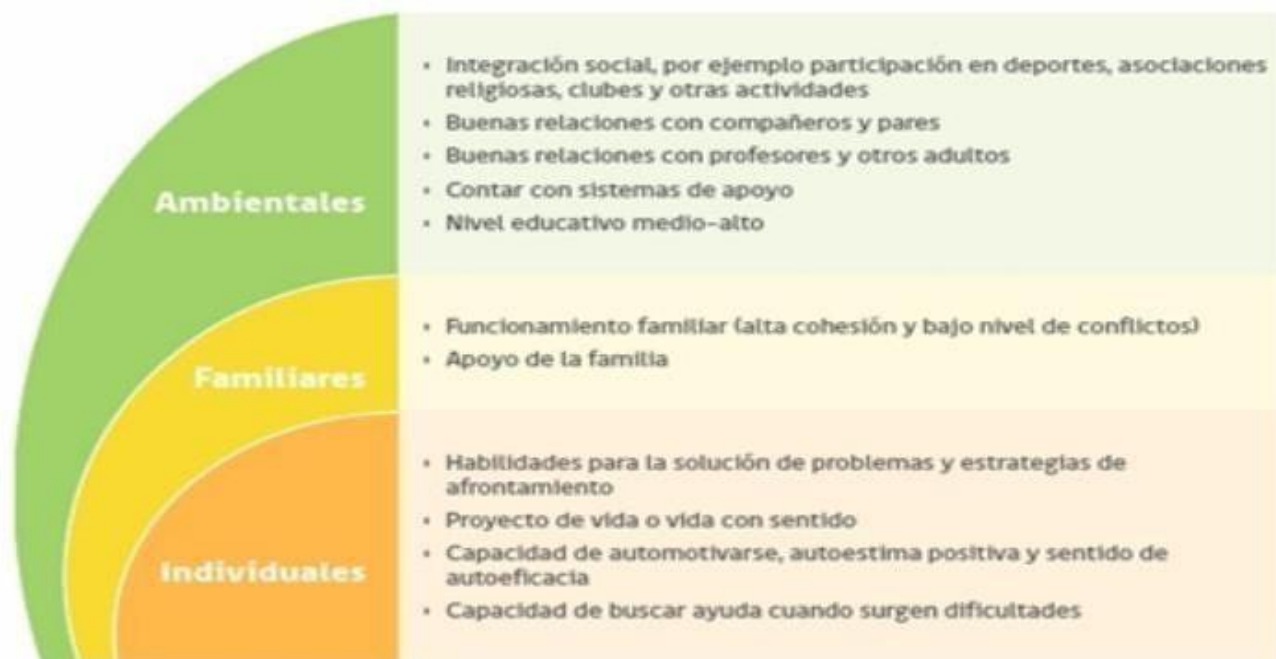 • Integración social, por ejemplo participación en deportes, asociaciones
religiosas, clubes y otras actividades
• Buenas relaciones con compañeros y pares
• Buenas relaciones con profesores y otros adultos
• Contar con sistemas de apoyo
• Nivel educativo medio-alto
Ambientales
• Funcionamiento familiar (alta cohesión y bajo nivel de conflictos)
• Apoyo de la familia
Familiares
• Habilidades para la solución de problemas y estrategias de
afrontamiento
• Proyecto de vida o vida con sentido
• Capacidad de automotivarse, autoestima positiva y sentido de
autoeficacia
• Capacidad de buscar ayuda cuando surgen dificultades
Individuales